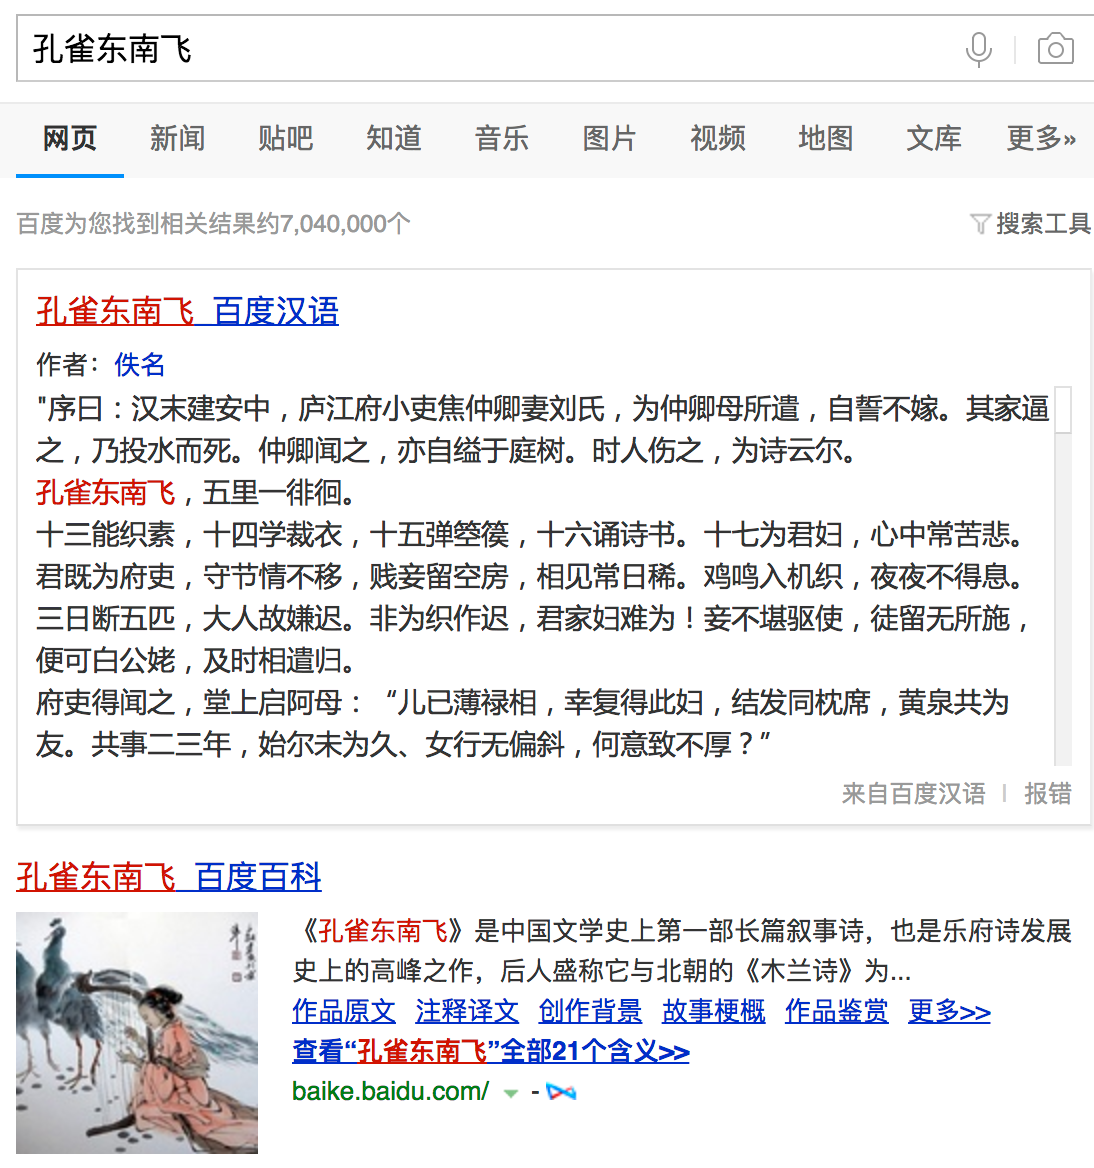 孔雀东南飞
网页 新闻 贴吧 知道 音乐 图片 视频 地图 文库 更多»
百度为您找到相关结果约7,040,000个 搜索工具
孔雀东南飞_百度汉语
作者：佚名
"序曰：汉末建安中，庐江府小吏焦仲卿妻刘氏，为仲卿母所遣，自誓不嫁。其家逼
之，乃投水而死。仲卿闻之，亦自缢于庭树。时人伤之，为诗云尔。
孔雀东南飞，五里一徘徊。
十三能织素，十四学裁衣，十五弹箜篌，十六诵诗书。十七为君妇，心中常苦悲。
君既为府吏，守节情不移，贱妾留空房，相见常日稀。鸡鸣入机织，夜夜不得息。
三日断五匹，大人故嫌迟。非为织作迟，君家妇难为！妾不堪驱使，徒留无所施，
便可白公姥，及时相遣归。
府吏得闻之，堂上启阿母：“儿已薄禄相，幸复得此妇，结发同枕席，黄泉共为
友。共事二三年，始尔未为久、女行无偏斜，何意致不厚？”
来自百度汉语 | 报错
孔雀东南飞_百度百科
《孔雀东南飞》是中国文学史上第一部长篇叙事诗，也是乐府诗发展
史上的高峰之作，后人盛称它与北朝的《木兰诗》为...
作品原文 注释译文 创作背景 故事梗概 作品鉴赏 更多>>
查看“孔雀东南飞”全部21个含义>>
baike.baidu.com/ -